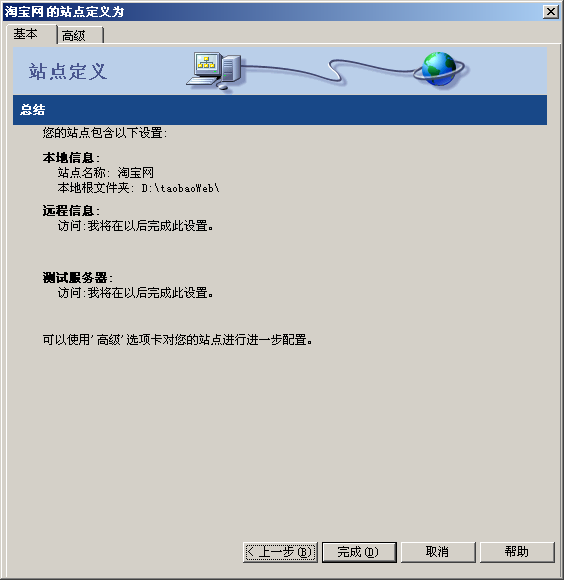 淘宝网的站点定义为
基本 高级
站点定义
总结
您的站点包含以下设置:
本地信息:
站点名称: 淘宝网
本地根文件夹: D:\taobaoWeb\
远程信息:
访问:我将在以后完成此设置。
测试服务器:
访问:我将在以后完成此设置。
可以使用'高级'选项卡对您的站点进行进一步配置。
< 上一步(B) 完成(D) 取消 帮助